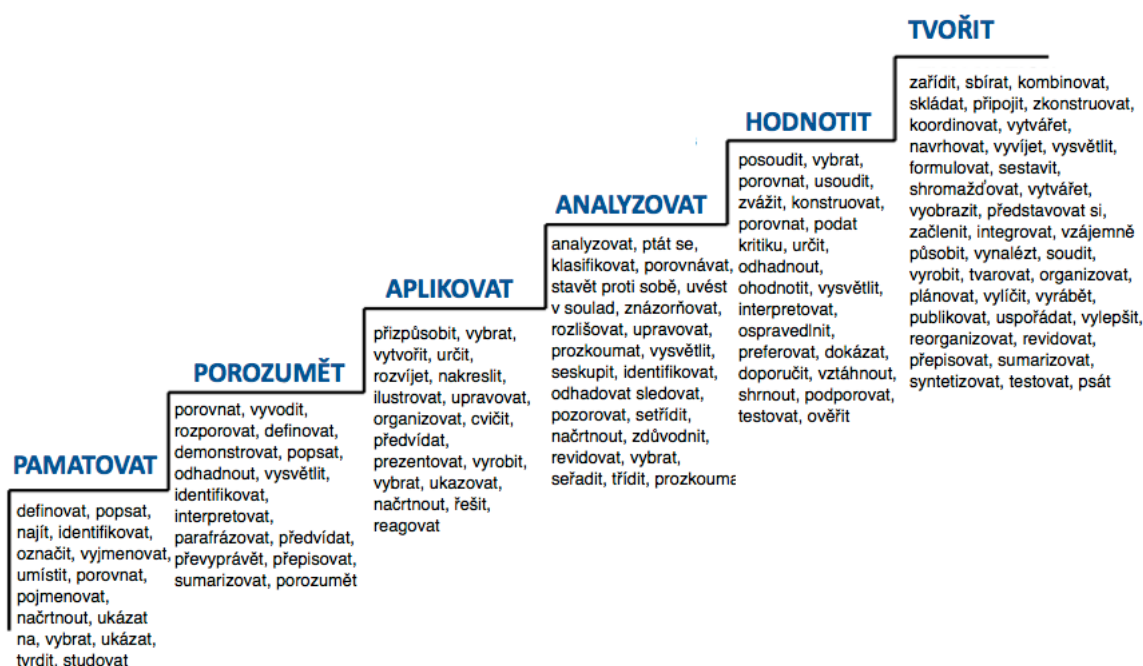 PAMATOVAT
definovat, popsat,
najít, identifikovat,
označit, vyjmenovat,
umístit, porovnat,
pojmenovat,
načrtnout, ukázat
na, vybrat, ukázat,
tvrdit, studovat
POROZUMĚT
porovnat, vyvodit,
rozporovat, definovat,
demonstrovat, popsat,
odhadnout, vysvětlit,
identifikovat,
interpretovat,
parafrázovat, předvídat,
převyprávět, přepisovat,
sumarizovat, porozumět
APLIKOVAT
přizpůsobit, vybrat,
vytvořit, určit,
rozvíjet, nakreslit,
ilustrovat, upravovat,
organizovat, cvičit,
předvídat,
prezentovat, vyrobit,
vybrat, ukazovat,
načrtnout, řešit,
reagovat
ANALYZOVAT
analyzovat, ptát se,
klasifikovat, porovnávat,
stavět proti sobě, uvést
v soulad, znázorňovat,
rozlišovat, upravovat,
prozkoumat, vysvětlit,
seskupit, identifikovat,
odhadovat sledovat,
pozorovat, setřídit,
načrtnout, zdůvodnit,
revidovat, vybrat,
seřadit, třídit, prozkouma
HODNOTIT
posoudit, vybrat,
porovnat, usoudit,
zvážit, konstruovat,
porovnat, podat
kritiku, určit,
odhadnout,
ohodnotit, vysvětlit,
interpretovat,
ospravedlnit,
preferovat, dokázat,
doporučit, vztáhnout,
shrnout, podporovat,
testovat, ověřit
TVOŘIT
zařídit, sbírat, kombinovat,
skládat, připojit, zkonstruovat,
koordinovat, vytvářet,
navrhovat, vyvíjet, vysvětlit,
formulovat, sestavit,
shromažďovat, vytvářet,
vyobrazit, představovat si,
začlenit, integrovat, vzájemně
působit, vynalézt, soudit,
vyrobit, tvarovat, organizovat,
plánovat, vylíčit, vyrábět,
publikovat, uspořádat, vylepšit,
reorganizovat, revidovat,
přepisovat, sumarizovat,
syntetizovat, testovat, psát